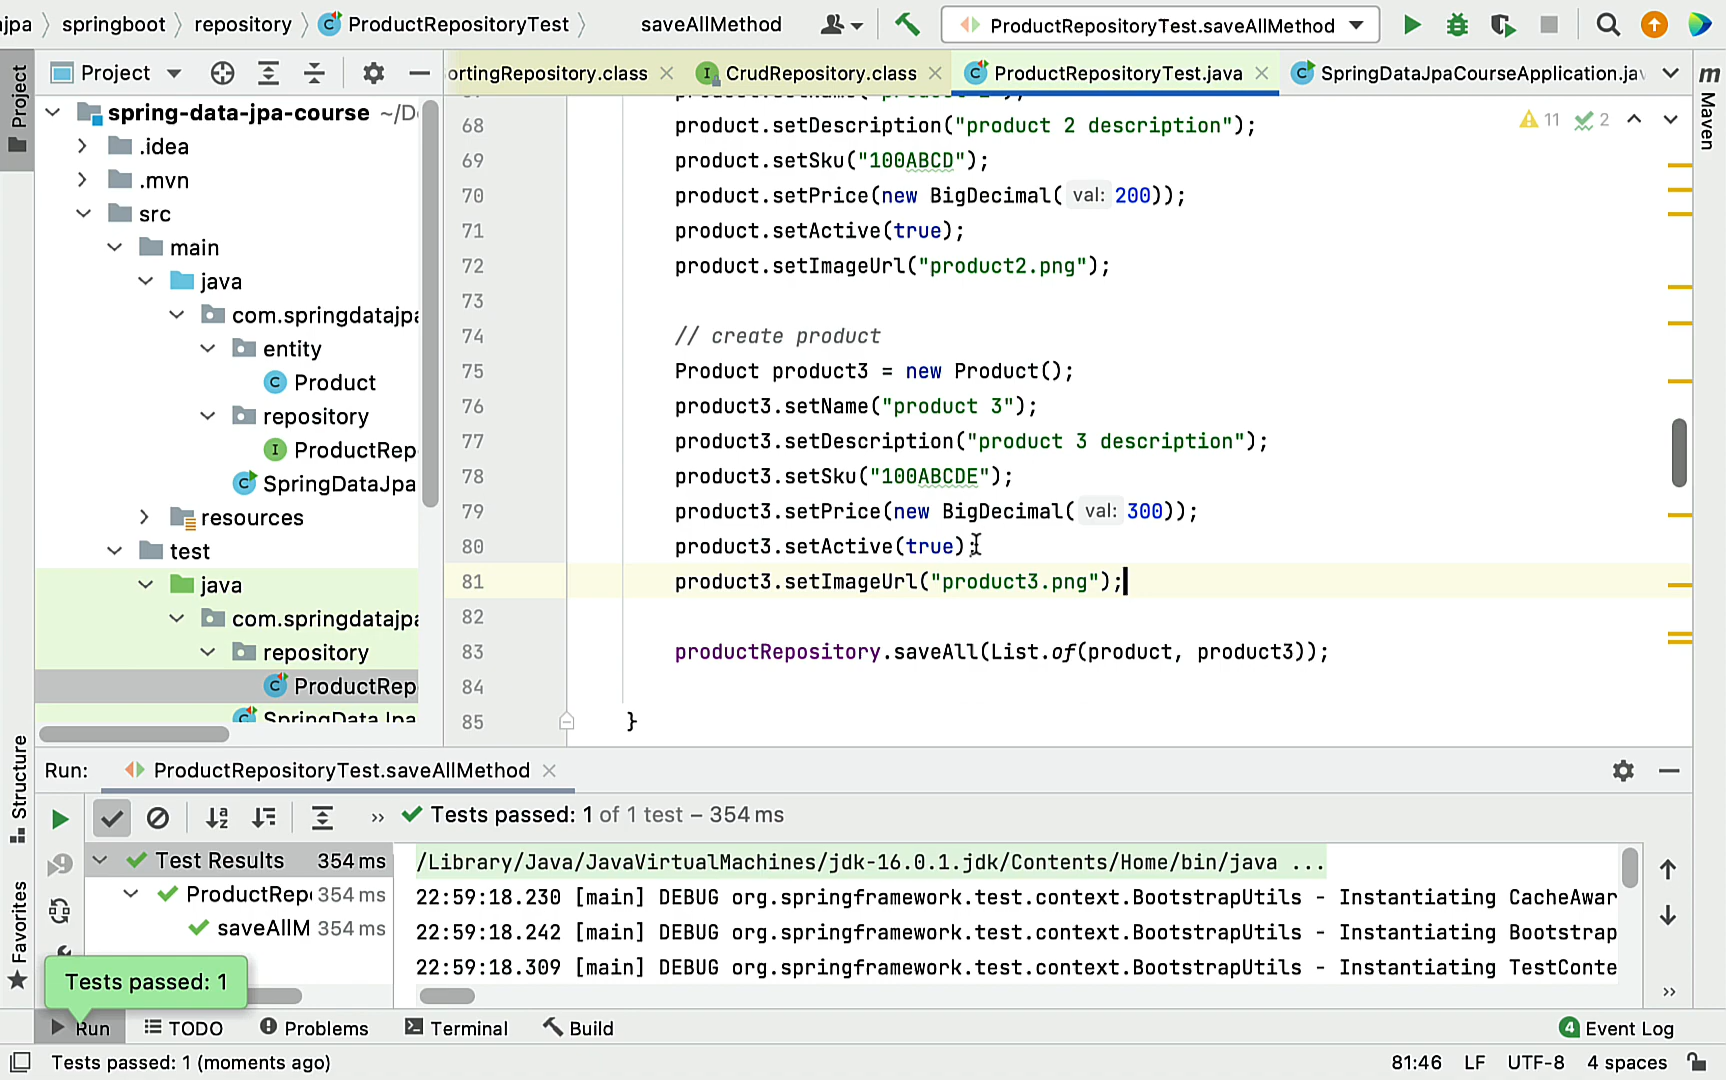 jpa springboot repository ProductRepositoryTest saveAllMethod ProductRepositoryTest.saveAllMethod
Project ortingRepository.class CrudRepository.class ProductRepositoryTest.java SpringDataJpaCourseApplication.jav
Project
m Maven
Structure
Favorites
spring-data-jpa-course ~/D
.idea
.mvn
src
main
java
com.springdatajpa
entity
Product
repository
ProductRep
SpringDataJpa
resources
test
java
com.springdatajpa
repository
ProductRep
SpringDataJpa
11 2
68 product.setDescription("product 2 description");
69 product.setSku("100ABCD");
70 product.setPrice(new BigDecimal( val: 200));
71 product.setActive(true);
72 product.setImageUrl("product2.png");
73
74 // create product
75 Product product3 = new Product();
76 product3.setName("product 3");
77 product3.setDescription("product 3 description");
78 product3.setSku("100ABCDE");
79 product3.setPrice(new BigDecimal( val: 300));
80 product3.setActive(true);
81 product3.setImageUrl("product3.png");
82
83 productRepository.saveAll(List.of(product, product3));
84
85 }
Run: ProductRepositoryTest.saveAllMethod
Tests passed: 1 of 1 test – 354 ms
Test Results 354 ms
ProductRep 354 ms
saveAllM 354 ms
/Library/Java/JavaVirtualMachines/jdk-16.0.1.jdk/Contents/Home/bin/java ...
22:59:18.230 [main] DEBUG org.springframework.test.context.BootstrapUtils - Instantiating CacheAwar
22:59:18.242 [main] DEBUG org.springframework.test.context.BootstrapUtils - Instantiating Bootstrap
22:59:18.309 [main] DEBUG org.springframework.test.context.BootstrapUtils - Instantiating TestConte
Tests passed: 1
Run TODO Problems Terminal Build 4 Event Log
Tests passed: 1 (moments ago) 81:46 LF UTF-8 4 spaces